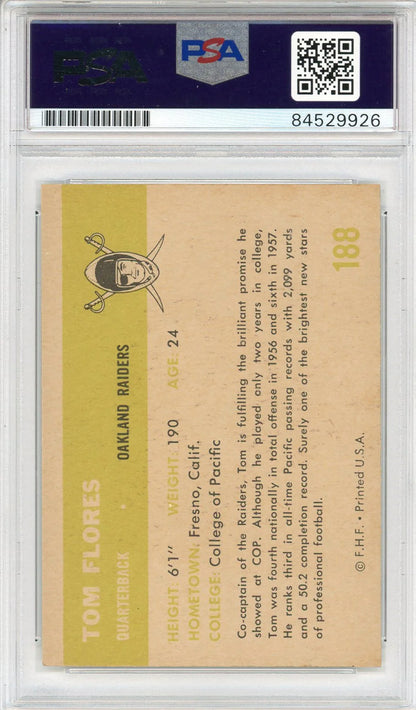 PSA
PSA
84529926
TOM FLORES
QUARTERBACK • OAKLAND RAIDERS
HEIGHT 6'1" WEIGHT: 190 AGE: 24
HOMETOWN: Fresno, Calif.
COLLEGE: College of Pacific
Co-captain of the Raiders, Tom is fulfilling the brilliant promise he
showed at COP. Although he played only two years in college,
Tom was fourth nationally in total offense in 1956 and sixth in 1957.
He ranks third in all-time Pacific passing records with 2,099 yards
and a 50.2 completion record. Surely one of the brightest new stars
of professional football.
188
© F.H.F. • Printed U.S.A.